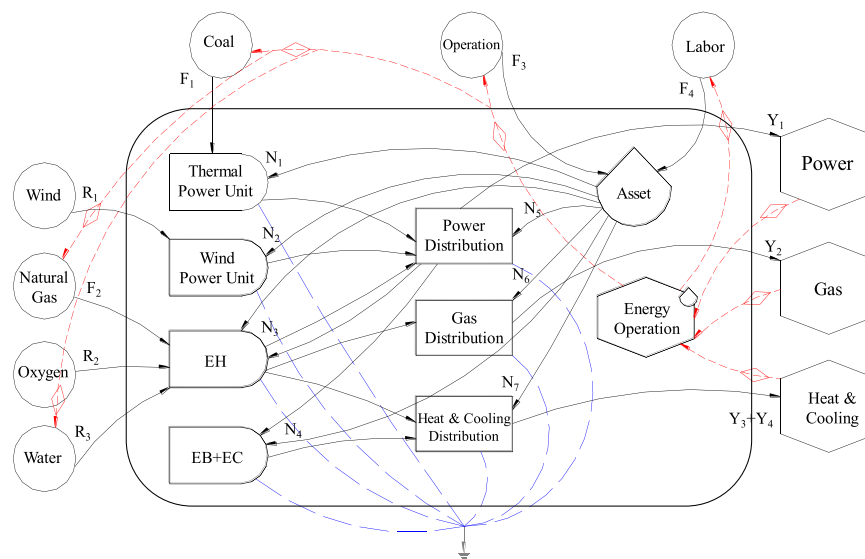 Coal
Operation
Labor
F1
F3
F4
Y1
Thermal
Power Unit
N1
Asset
Power
Wind
R1
Power
Distribution
N5
N2
Wind
Power Unit
Y2
Natural
Gas
F2
N6
Gas
Distribution
Energy
Operation
Gas
N3
EH
Oxygen
R2
N7
Heat & Cooling
Distribution
Heat &
Cooling
Y3+Y4
R3
N4
Water
EB+EC